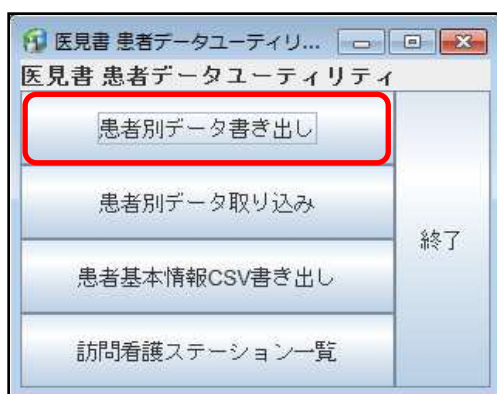 医見書 患者データユーティリ...
医見書 患者データユーティリティ
患者別データ書き出し
患者別データ取り込み
終了
患者基本情報CSV書き出し
訪問看護ステーション一覧